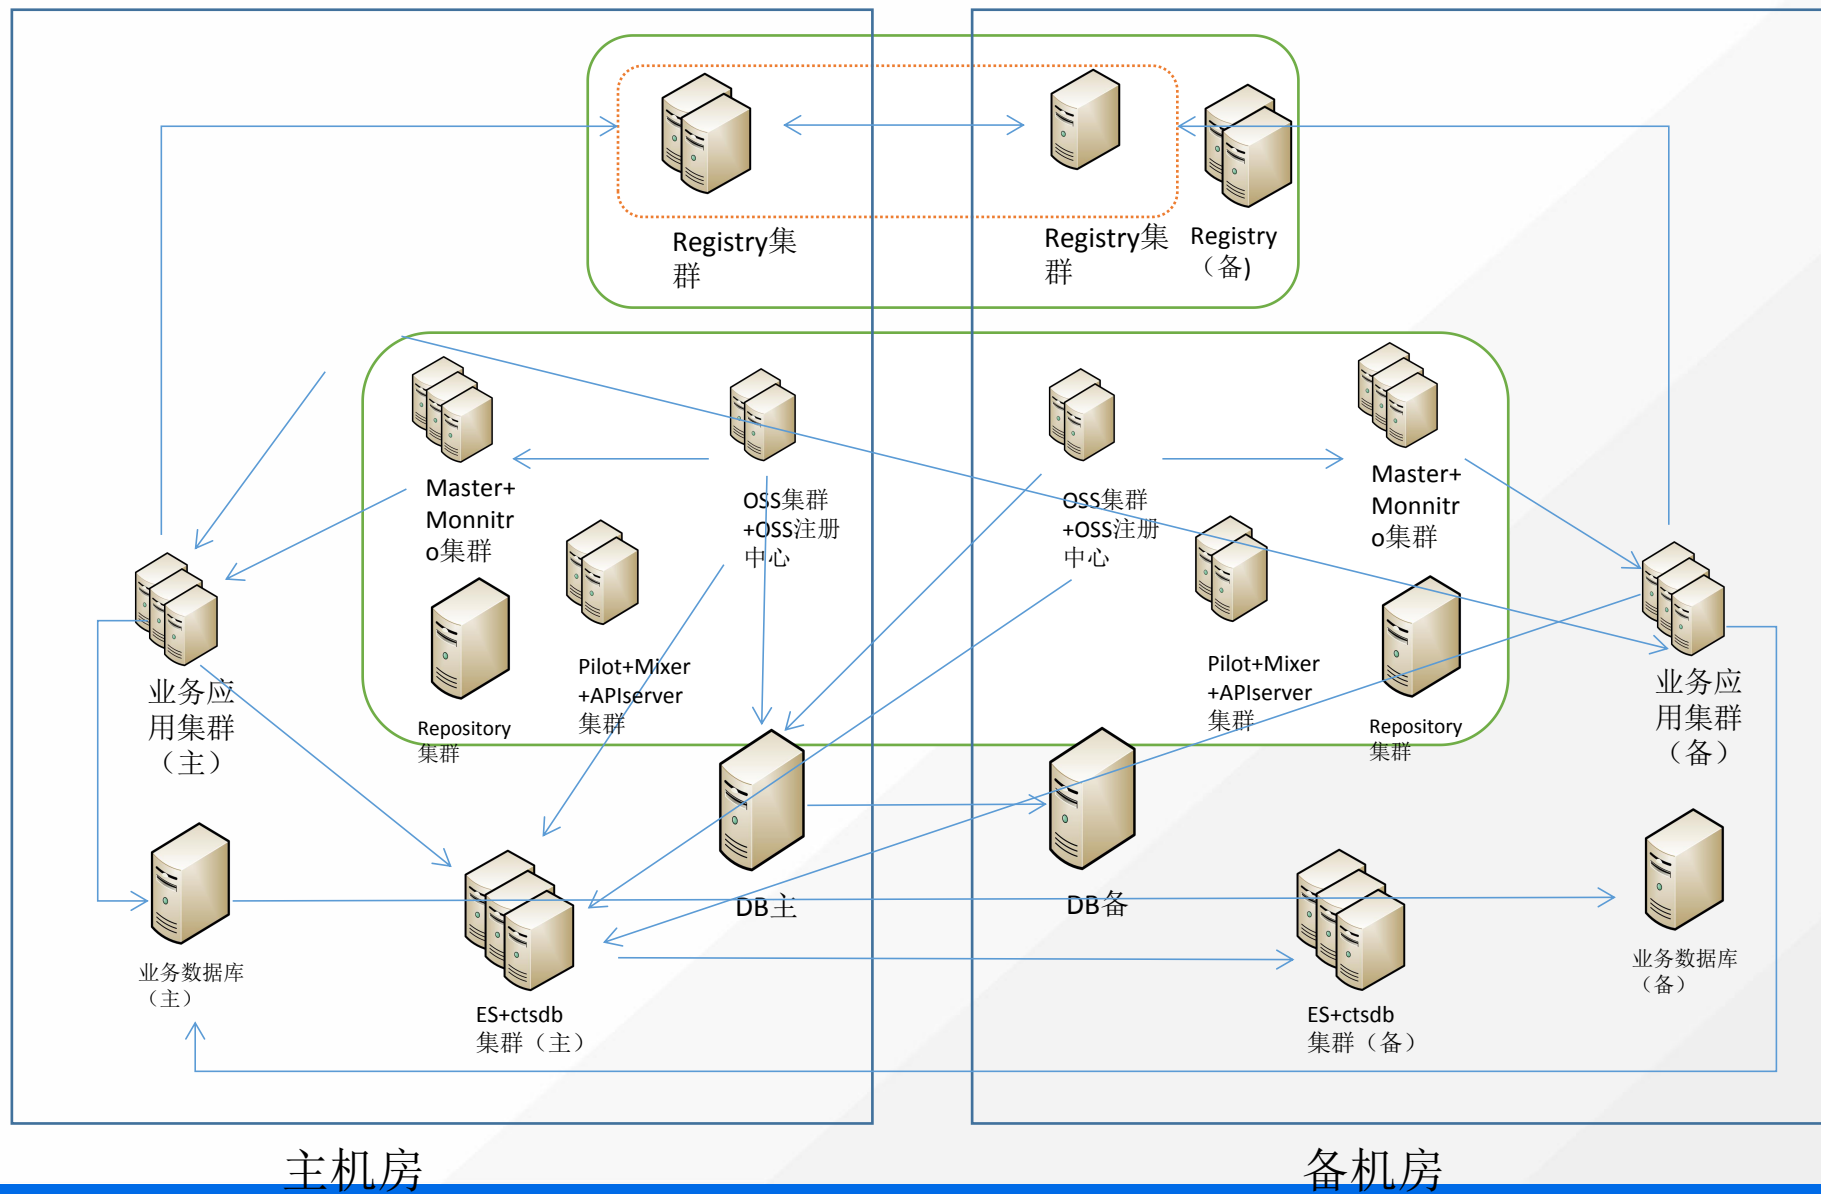 Registry集
群
Registry集
群
Registry
（备)
Master+
Monnitr
o集群
OSS集群
+OSS注册
中心
OSS集群
+OSS注册
中心
Master+
Monnitr
o集群
Pilot+Mixer
+APIserver
集群
Repository
集群
Pilot+Mixer
+APIserver
集群
Repository
集群
业务应
用集群
（主）
业务应
用集群
（备）
DB主
DB备
业务数据库
（主）
ES+ctsdb
集群（主）
ES+ctsdb
集群（备）
业务数据库
（备）
主机房
备机房